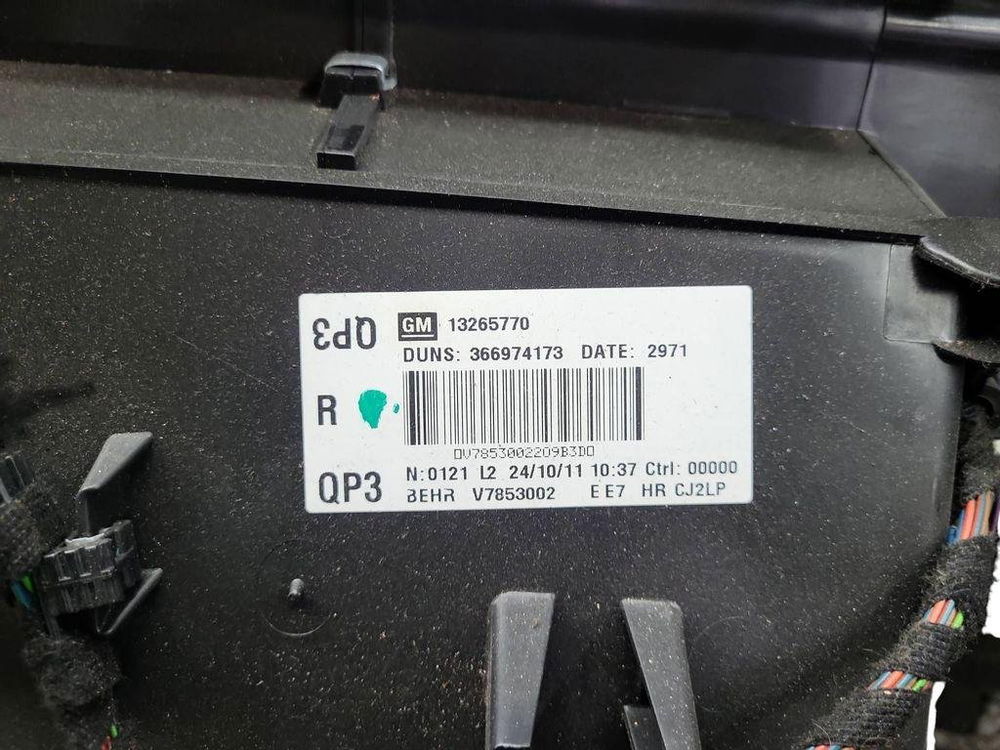 QP3
GM 13265770
DUNS: 366974173 DATE: 2971
R
V78530022O9B3D
QP3
N:0121 L2 24/10/11 10:37 Ctrl: 00000
BEHR V7853002 E E7 HR CJ2LP